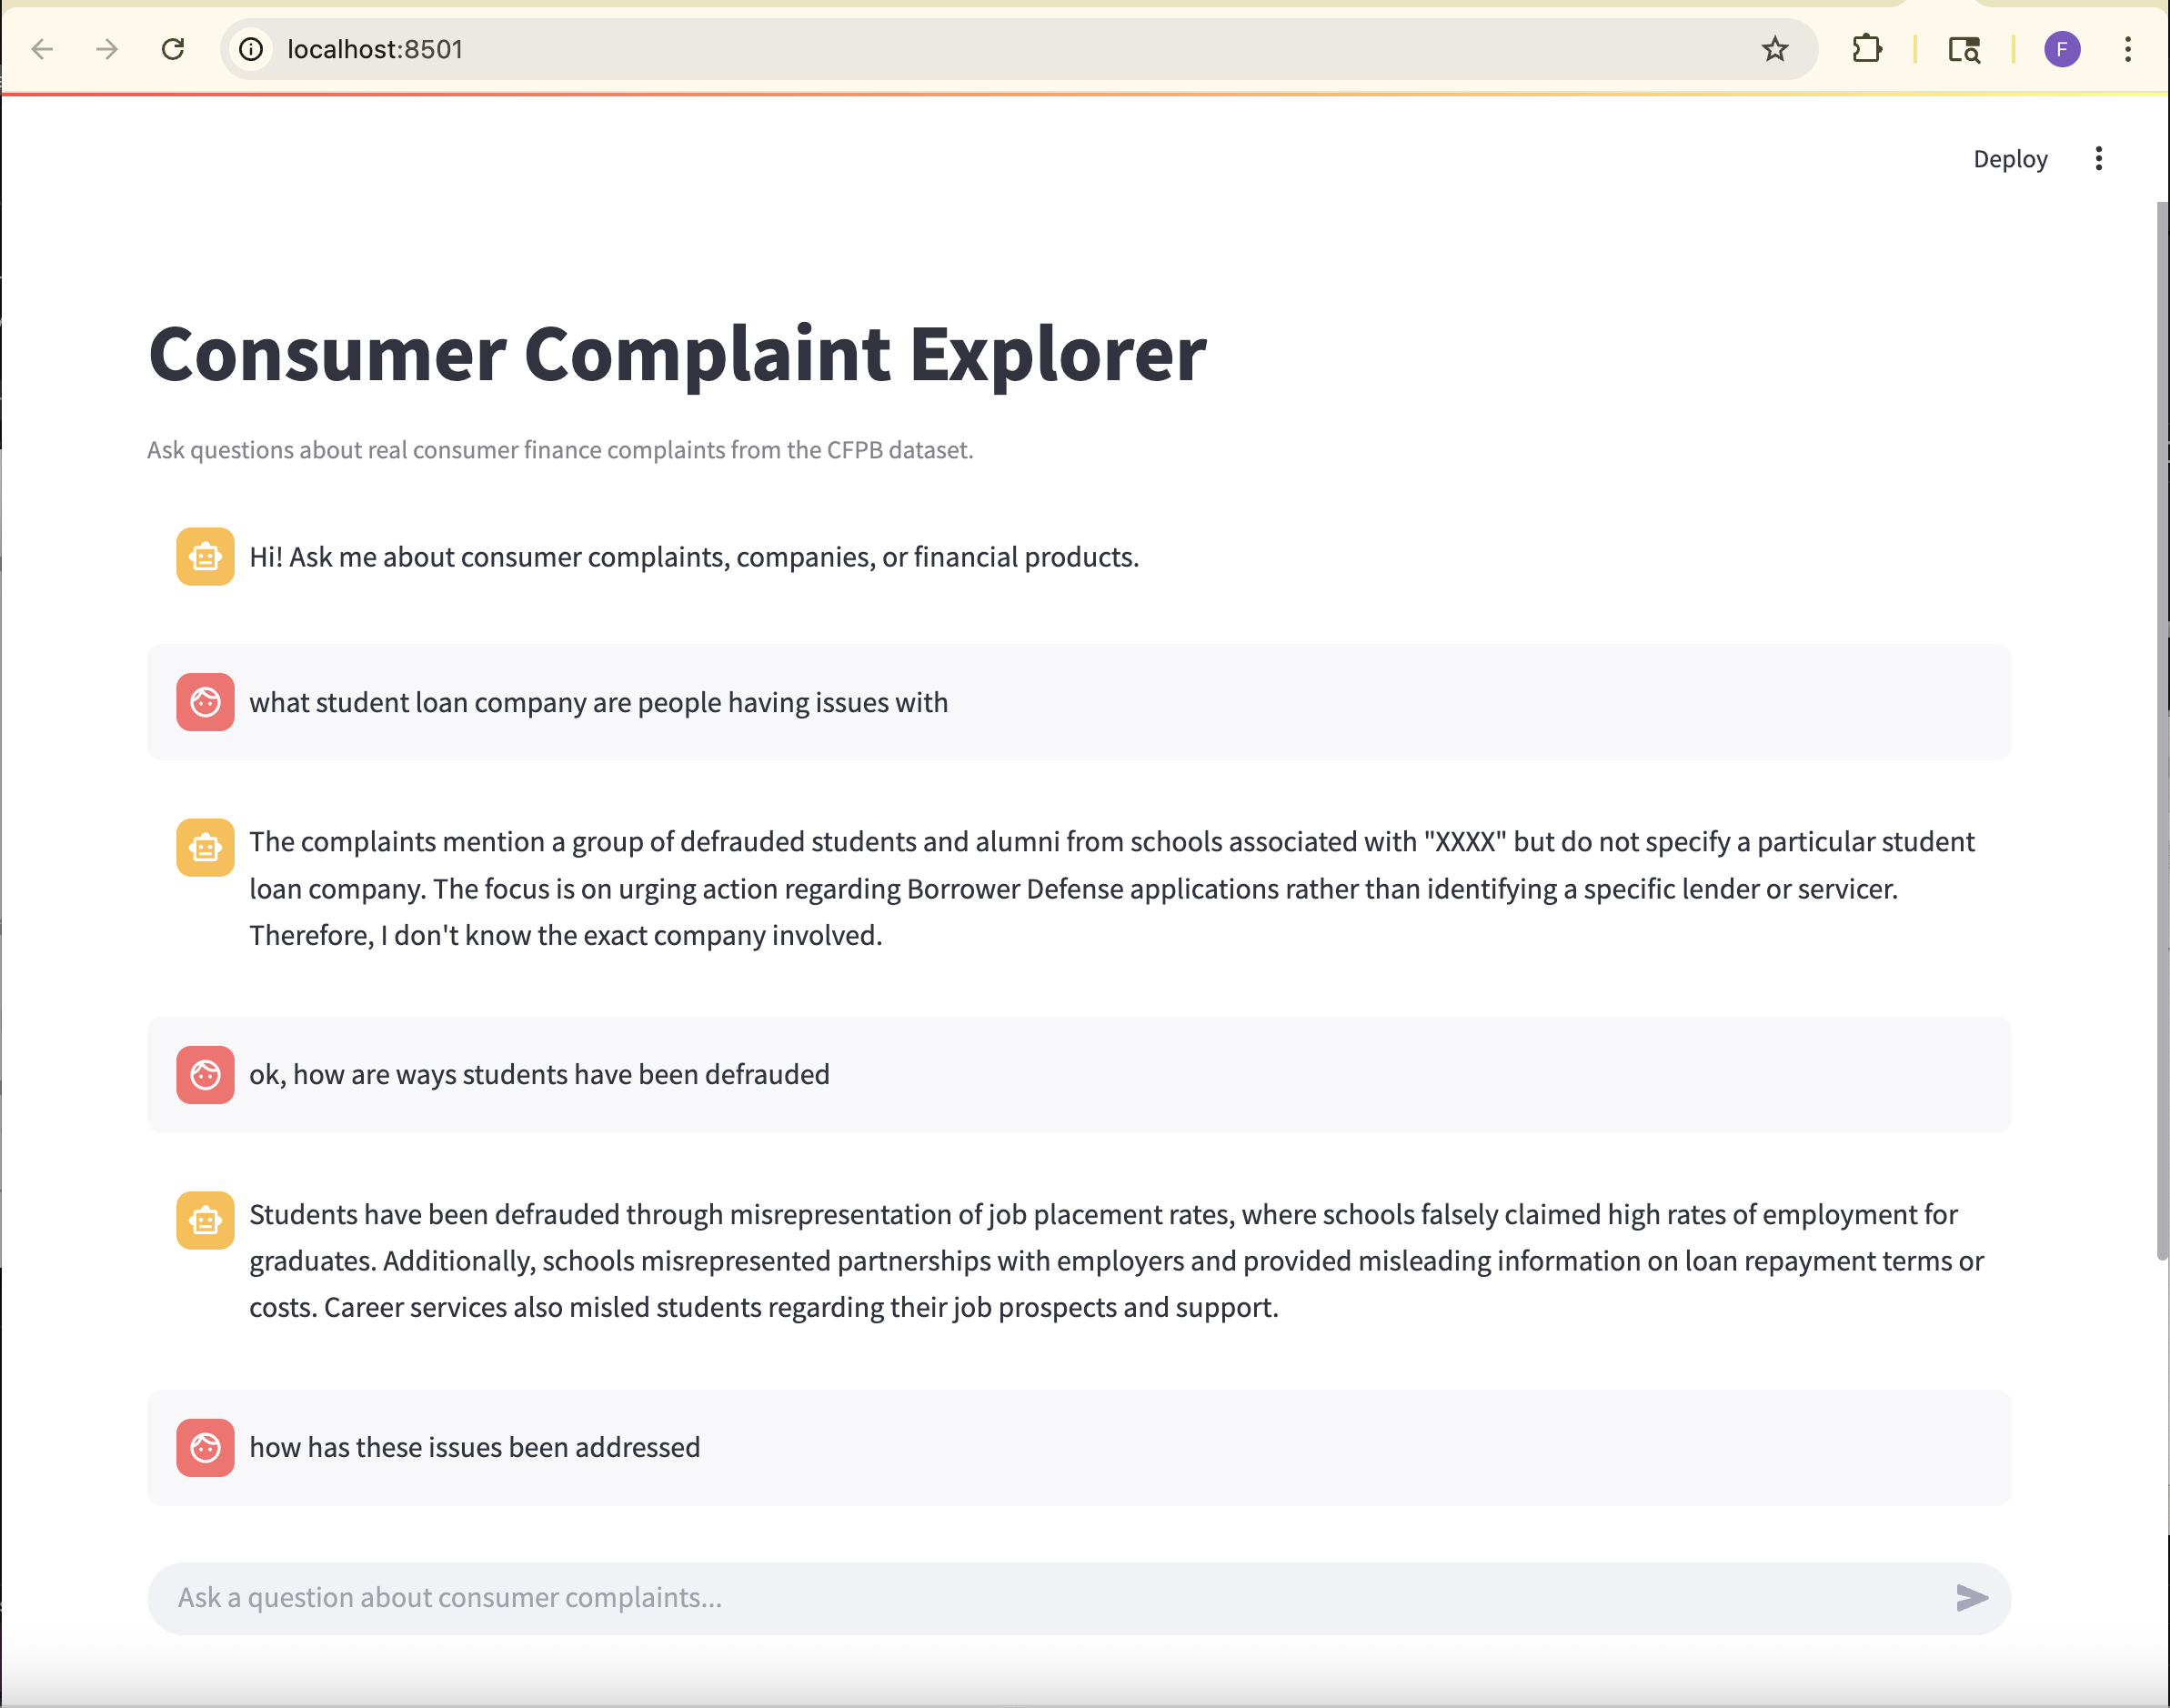 localhost:8501
F
Deploy
Consumer Complaint Explorer
Ask questions about real consumer finance complaints from the CFPB dataset.
Hi! Ask me about consumer complaints, companies, or financial products.
what student loan company are people having issues with
The complaints mention a group of defrauded students and alumni from schools associated with "XXXX" but do not specify a particular student
loan company. The focus is on urging action regarding Borrower Defense applications rather than identifying a specific lender or servicer.
Therefore, I don't know the exact company involved.
ok, how are ways students have been defrauded
Students have been defrauded through misrepresentation of job placement rates, where schools falsely claimed high rates of employment for
graduates. Additionally, schools misrepresented partnerships with employers and provided misleading information on loan repayment terms or
costs. Career services also misled students regarding their job prospects and support.
how has these issues been addressed
Ask a question about consumer complaints...